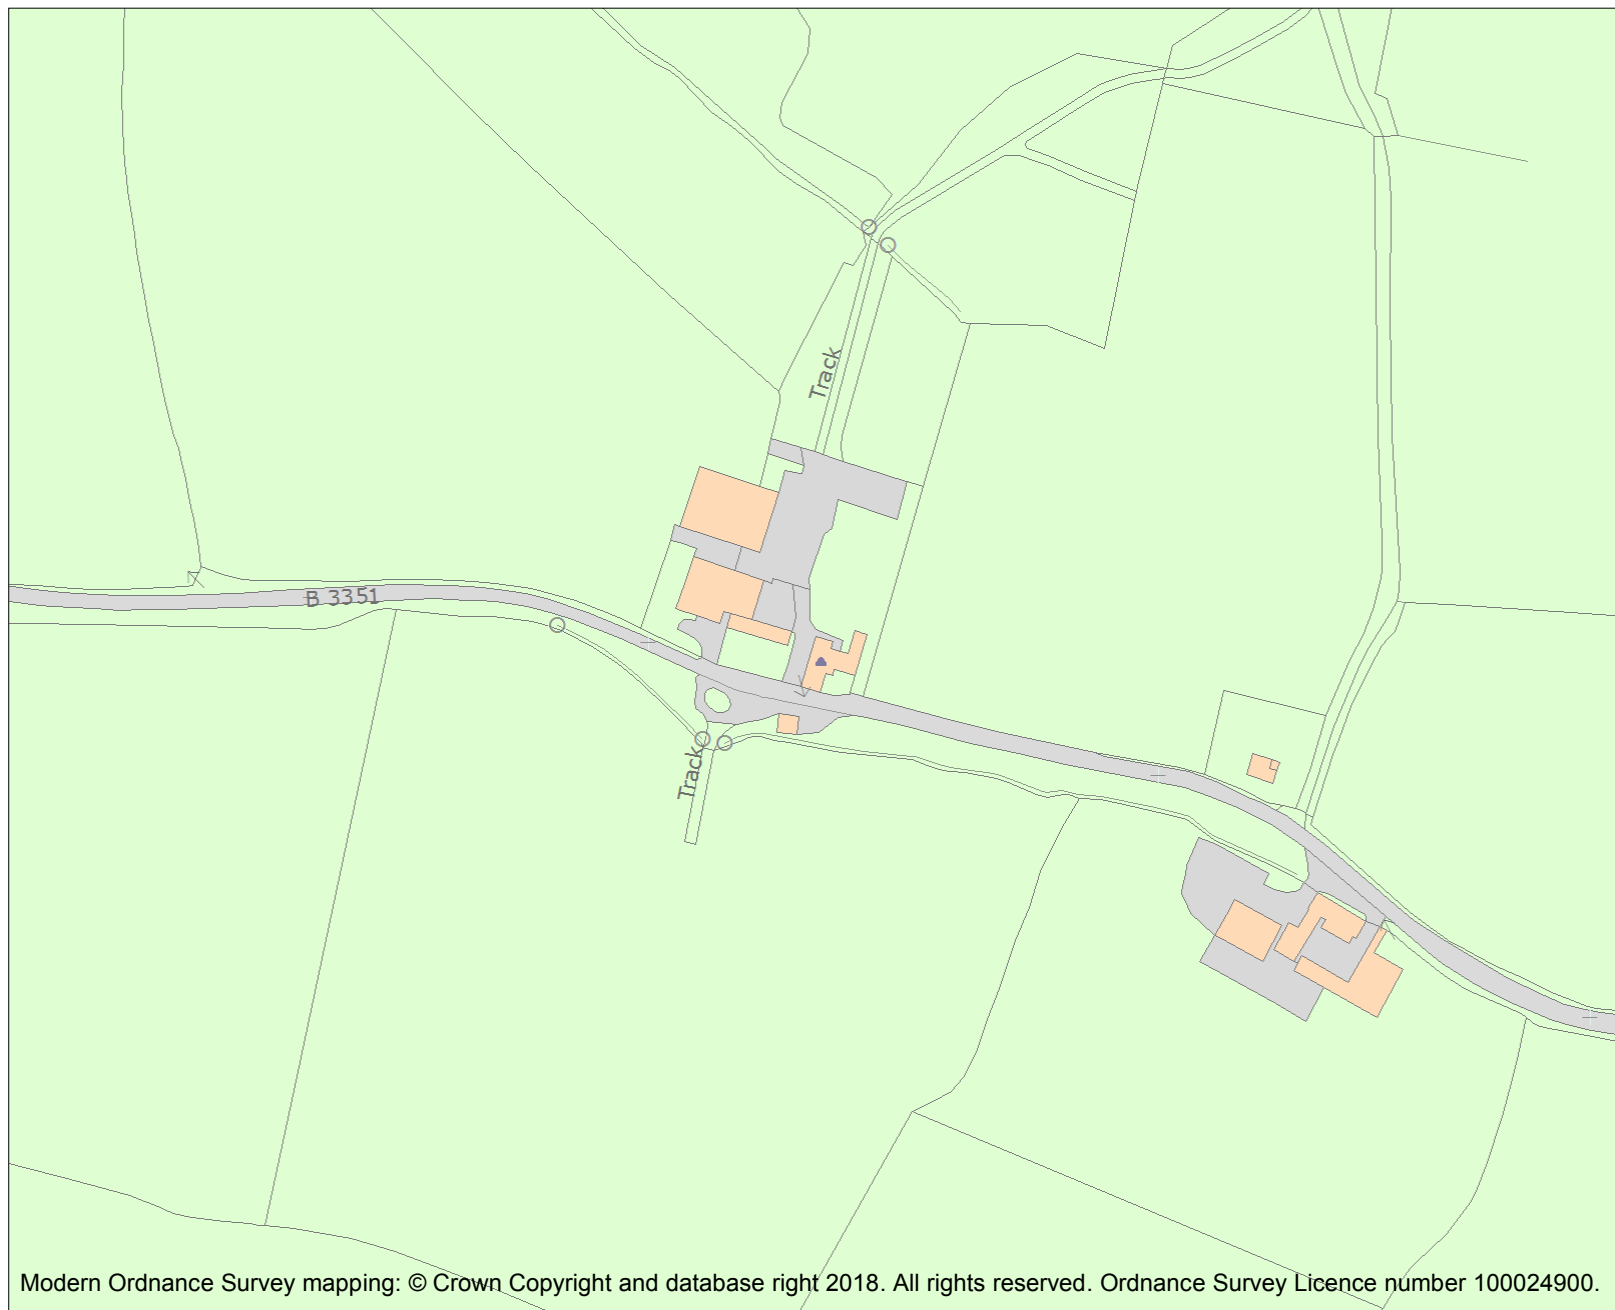 Track
B 3351
Track
Modern Ordnance Survey mapping: © Crown Copyright and database right 2018. All rights reserved. Ordnance Survey Licence number 100024900.